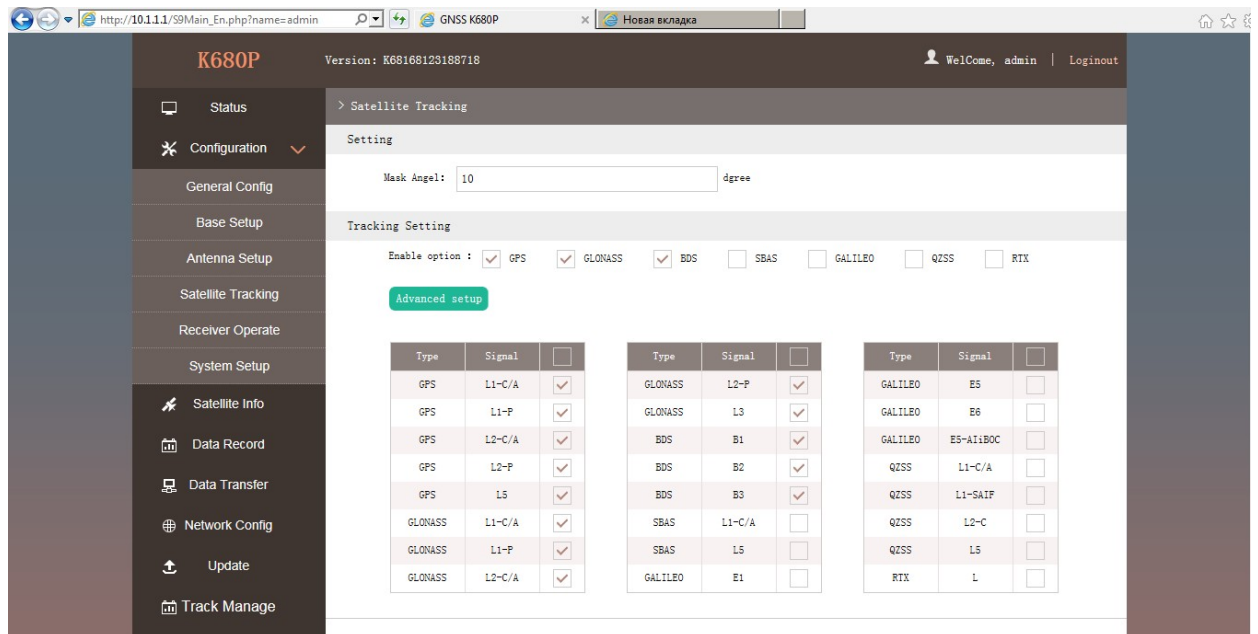 http://10.1.1.1/S9Main_En.php?name=admin GNSS K680P Новая вкладка
K680P Version: K68168123188718 WelCome, admin | Loginout
Status
Configuration
General Config
Base Setup
Antenna Setup
Satellite Tracking
Receiver Operate
System Setup
Satellite Info
Data Record
Data Transfer
Network Config
Update
Track Manage
> Satellite Tracking
Setting
Mask Angel: 10 dgree
Tracking Setting
Enable option : GPS GLONASS BDS SBAS GALILEO QZSS RTX
Advanced setup
Type Signal
GPS L1-C/A
GPS L1-P
GPS L2-C/A
GPS L2-P
GPS L5
GLONASS L1-C/A
GLONASS L1-P
GLONASS L2-C/A
Type Signal
GLONASS L2-P
GLONASS L3
BDS B1
BDS B2
BDS B3
SBAS L1-C/A
SBAS L5
GALILEO E1
Type Signal
GALILEO E5
GALILEO E6
GALILEO E5-AIiBOC
QZSS L1-C/A
QZSS L1-SAIF
QZSS L2-C
QZSS L5
RTX L